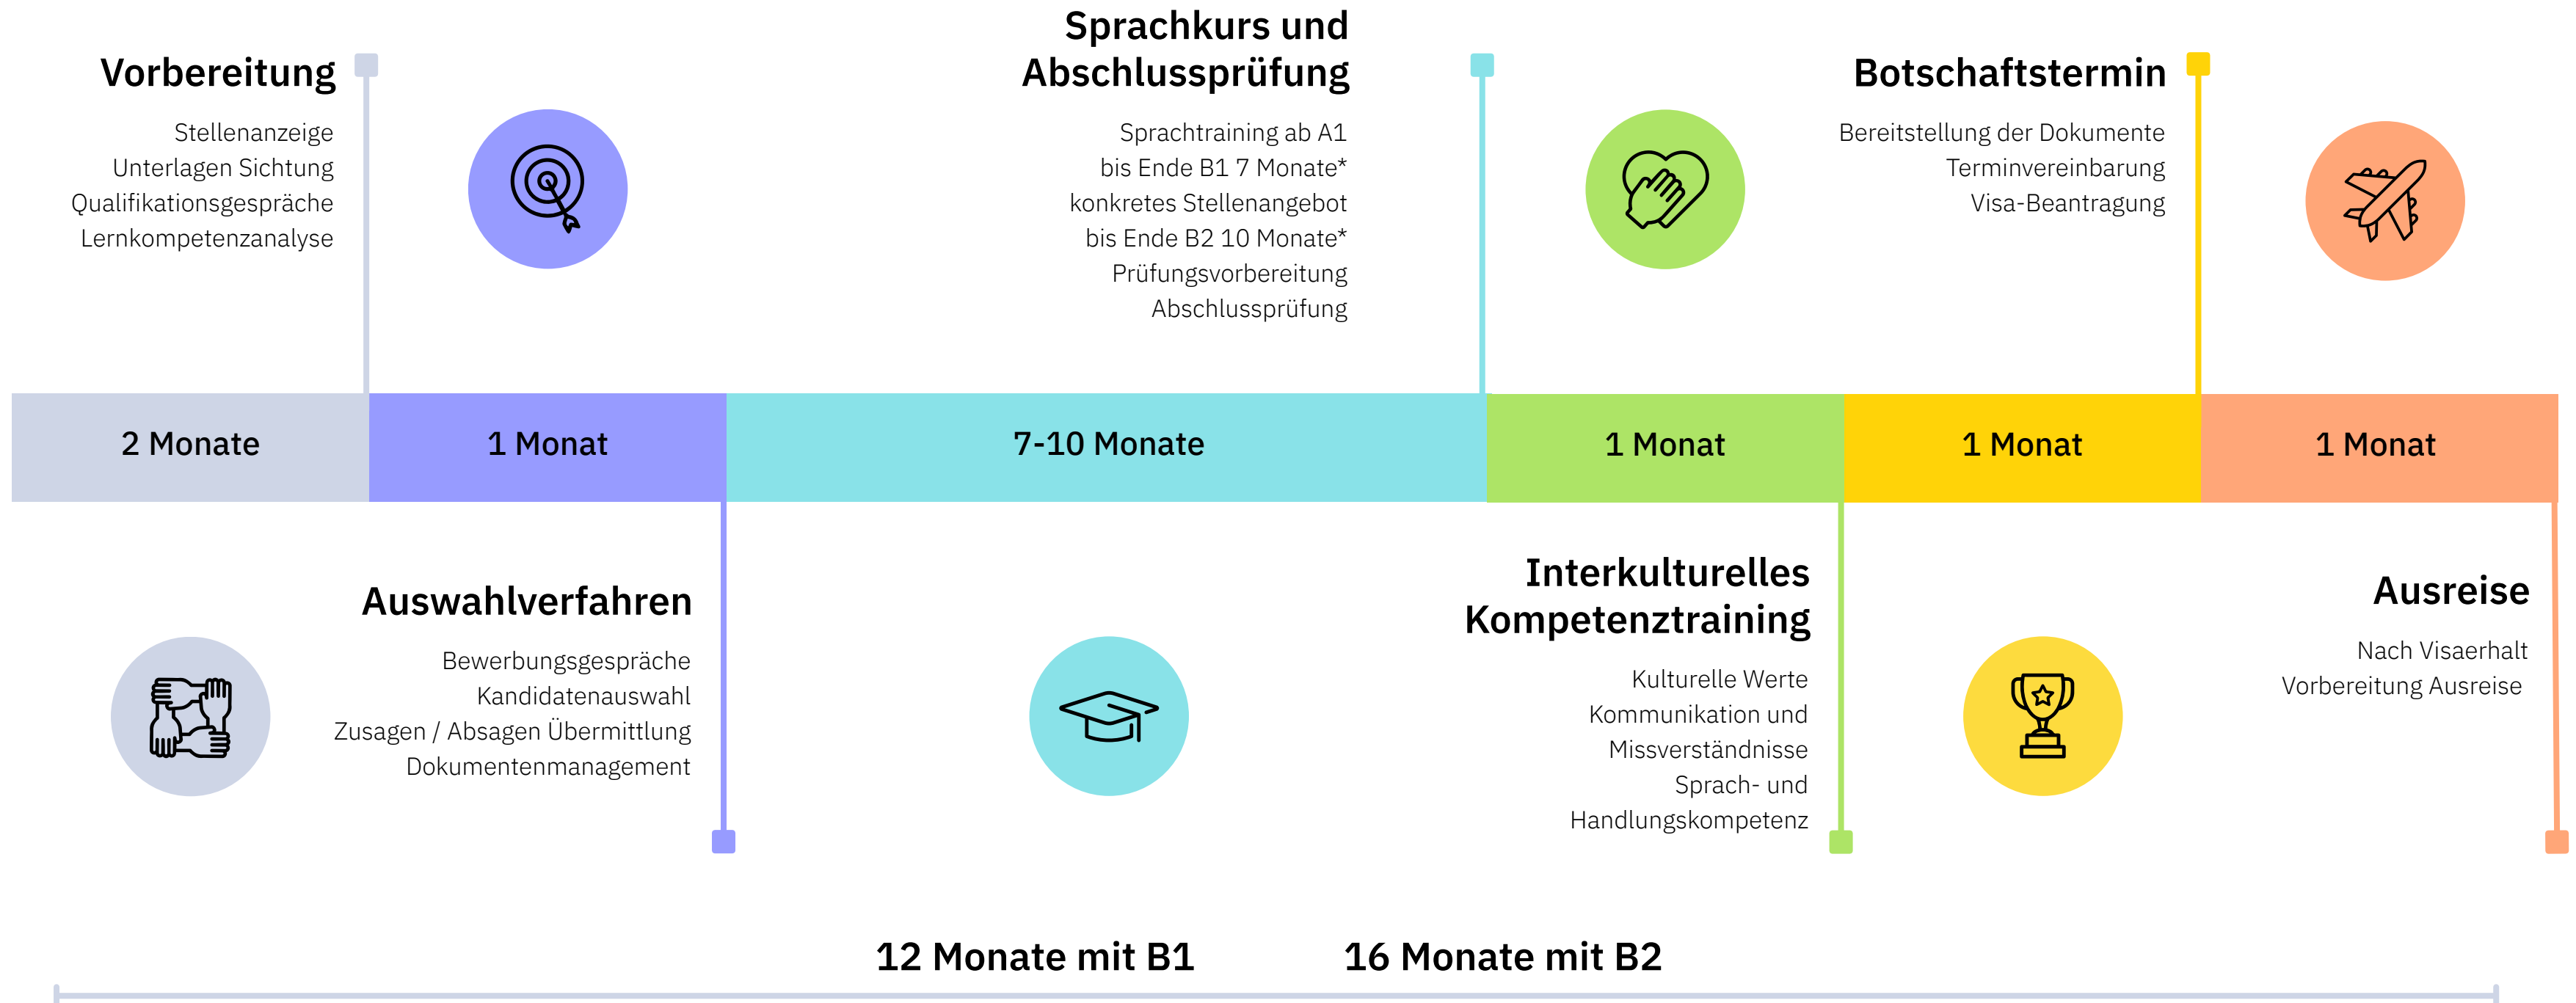 Vorbereitung
Stellenanzeige
Unterlagen Sichtung
Qualifikationsgespräche
Lernkompetenzanalyse
Sprachkurs und
Abschlussprüfung
Sprachtraining ab A1
bis Ende B1 7 Monate*
konkretes Stellenangebot
bis Ende B2 10 Monate*
Prüfungsvorbereitung
Abschlussprüfung
Botschaftstermin
Bereitstellung der Dokumente
Terminvereinbarung
Visa-Beantragung
2 Monate
1 Monat
7-10 Monate
1 Monat
1 Monat
1 Monat
Auswahlverfahren
Bewerbungsgespräche
Kandidatenauswahl
Zusagen / Absagen Übermittlung
Dokumentenmanagement
Interkulturelles
Kompetenztraining
Kulturelle Werte
Kommunikation und
Missverständnisse
Sprach- und
Handlungskompetenz
Ausreise
Nach Visaerhalt
Vorbereitung Ausreise
12 Monate mit B1
16 Monate mit B2